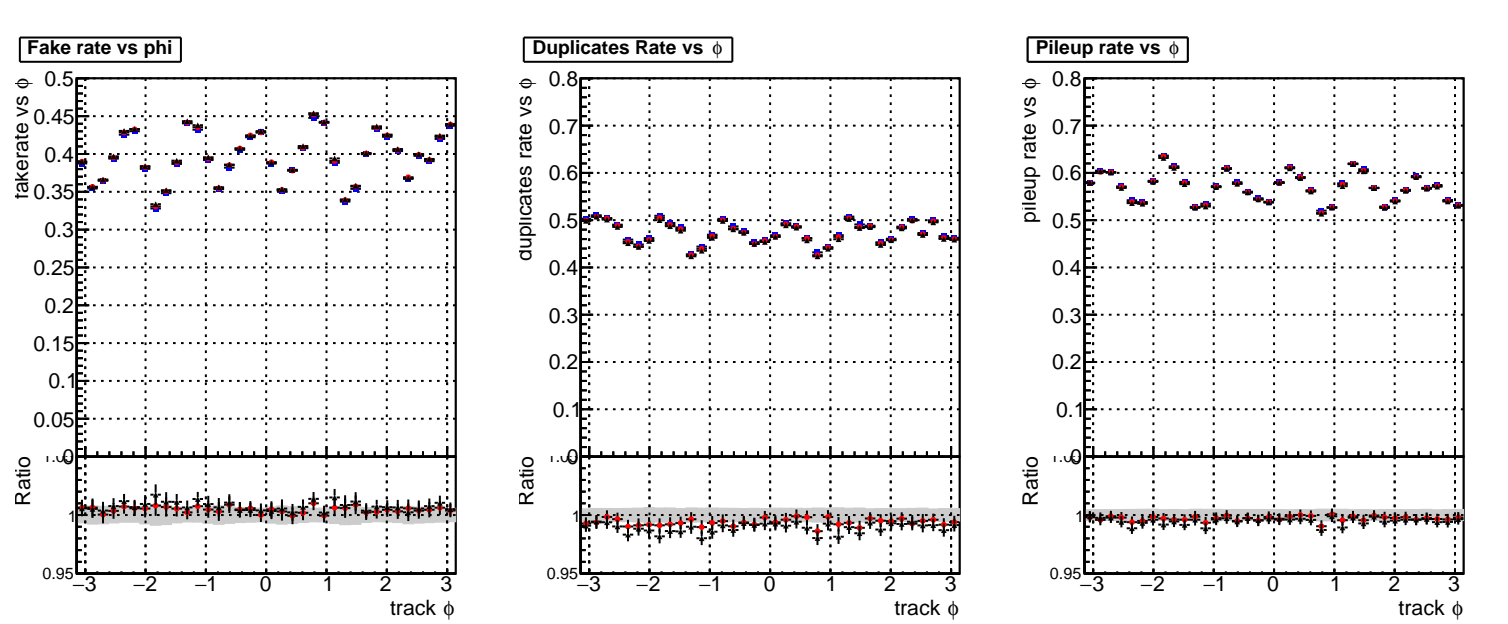 Fake rate vs phi
fakerate vs ϕ
0.5
0.45
0.4
0.35
0.3
0.25
0.2
0.15
0.1
0.05
0
Ratio
1
0.95
−3 −2 −1 0 1 2 3
track ϕ
Duplicates Rate vs ϕ
duplicates rate vs ϕ
0.8
0.7
0.6
0.5
0.4
0.3
0.2
0.1
0
Ratio
1
0.95
−3 −2 −1 0 1 2 3
track ϕ
Pileup rate vs ϕ
pileup rate vs ϕ
0.8
0.7
0.6
0.5
0.4
0.3
0.2
0.1
0
Ratio
1
0.95
−3 −2 −1 0 1 2 3
track ϕ